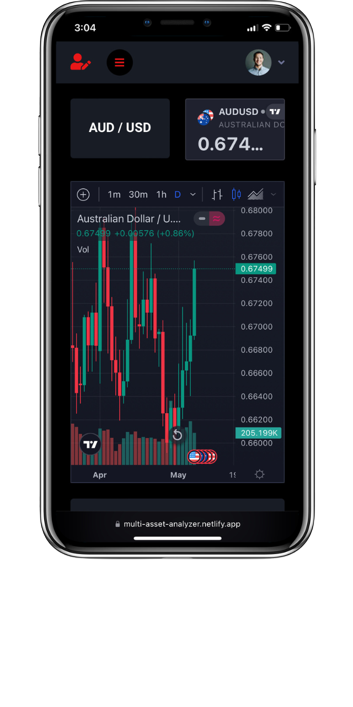 3:04
AUD / USD
AUDUSD •
AUSTRALIAN DO
0.674...
1m 30m 1h D
Australian Dollar / U....
0.67499 +0.00576 (+0.86%)
Vol
0.68000
0.67800
0.67600
0.67499
0.67400
0.67200
0.67000
0.66800
0.66600
0.66400
0.66200
205.199K
0.66000
Apr May 19
multi-asset-analyzer.netlify.app